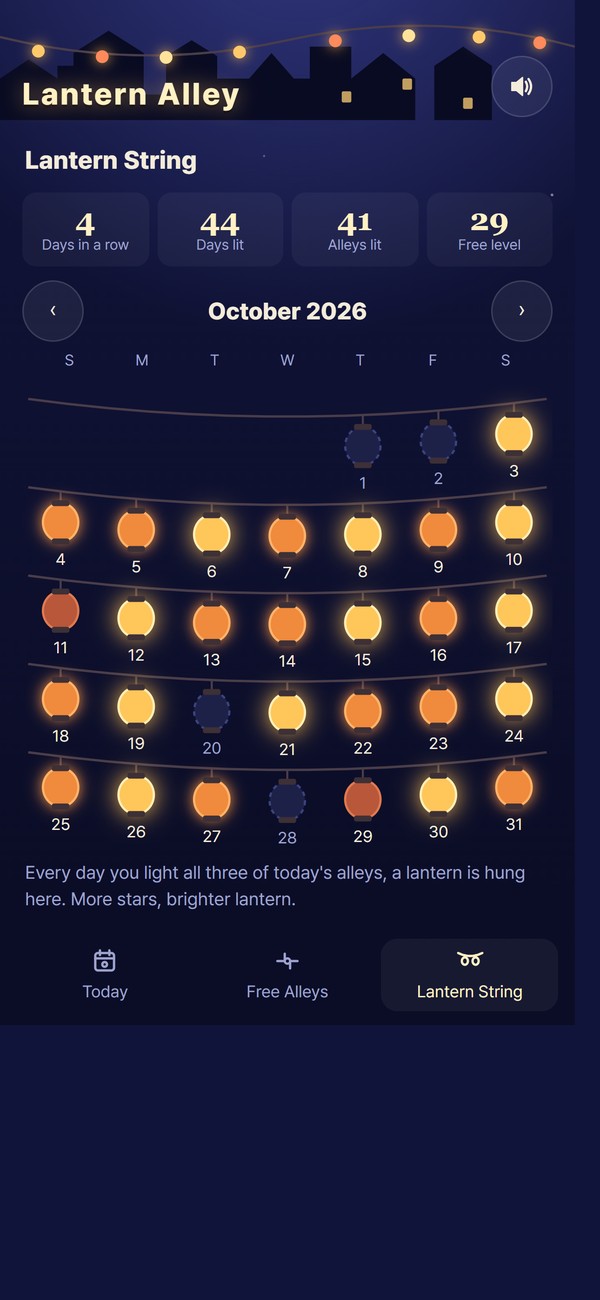 Lantern Alley
Lantern String
4 44 41 29
Days in a row Days lit Alleys lit Free level
‹ October 2026 ›
S M T W T F S
1 2 3
4 5 6 7 8 9 10
11 12 13 14 15 16 17
18 19 20 21 22 23 24
25 26 27 28 29 30 31
Every day you light all three of today's alleys, a lantern is hung
here. More stars, brighter lantern.
Today Free Alleys Lantern String